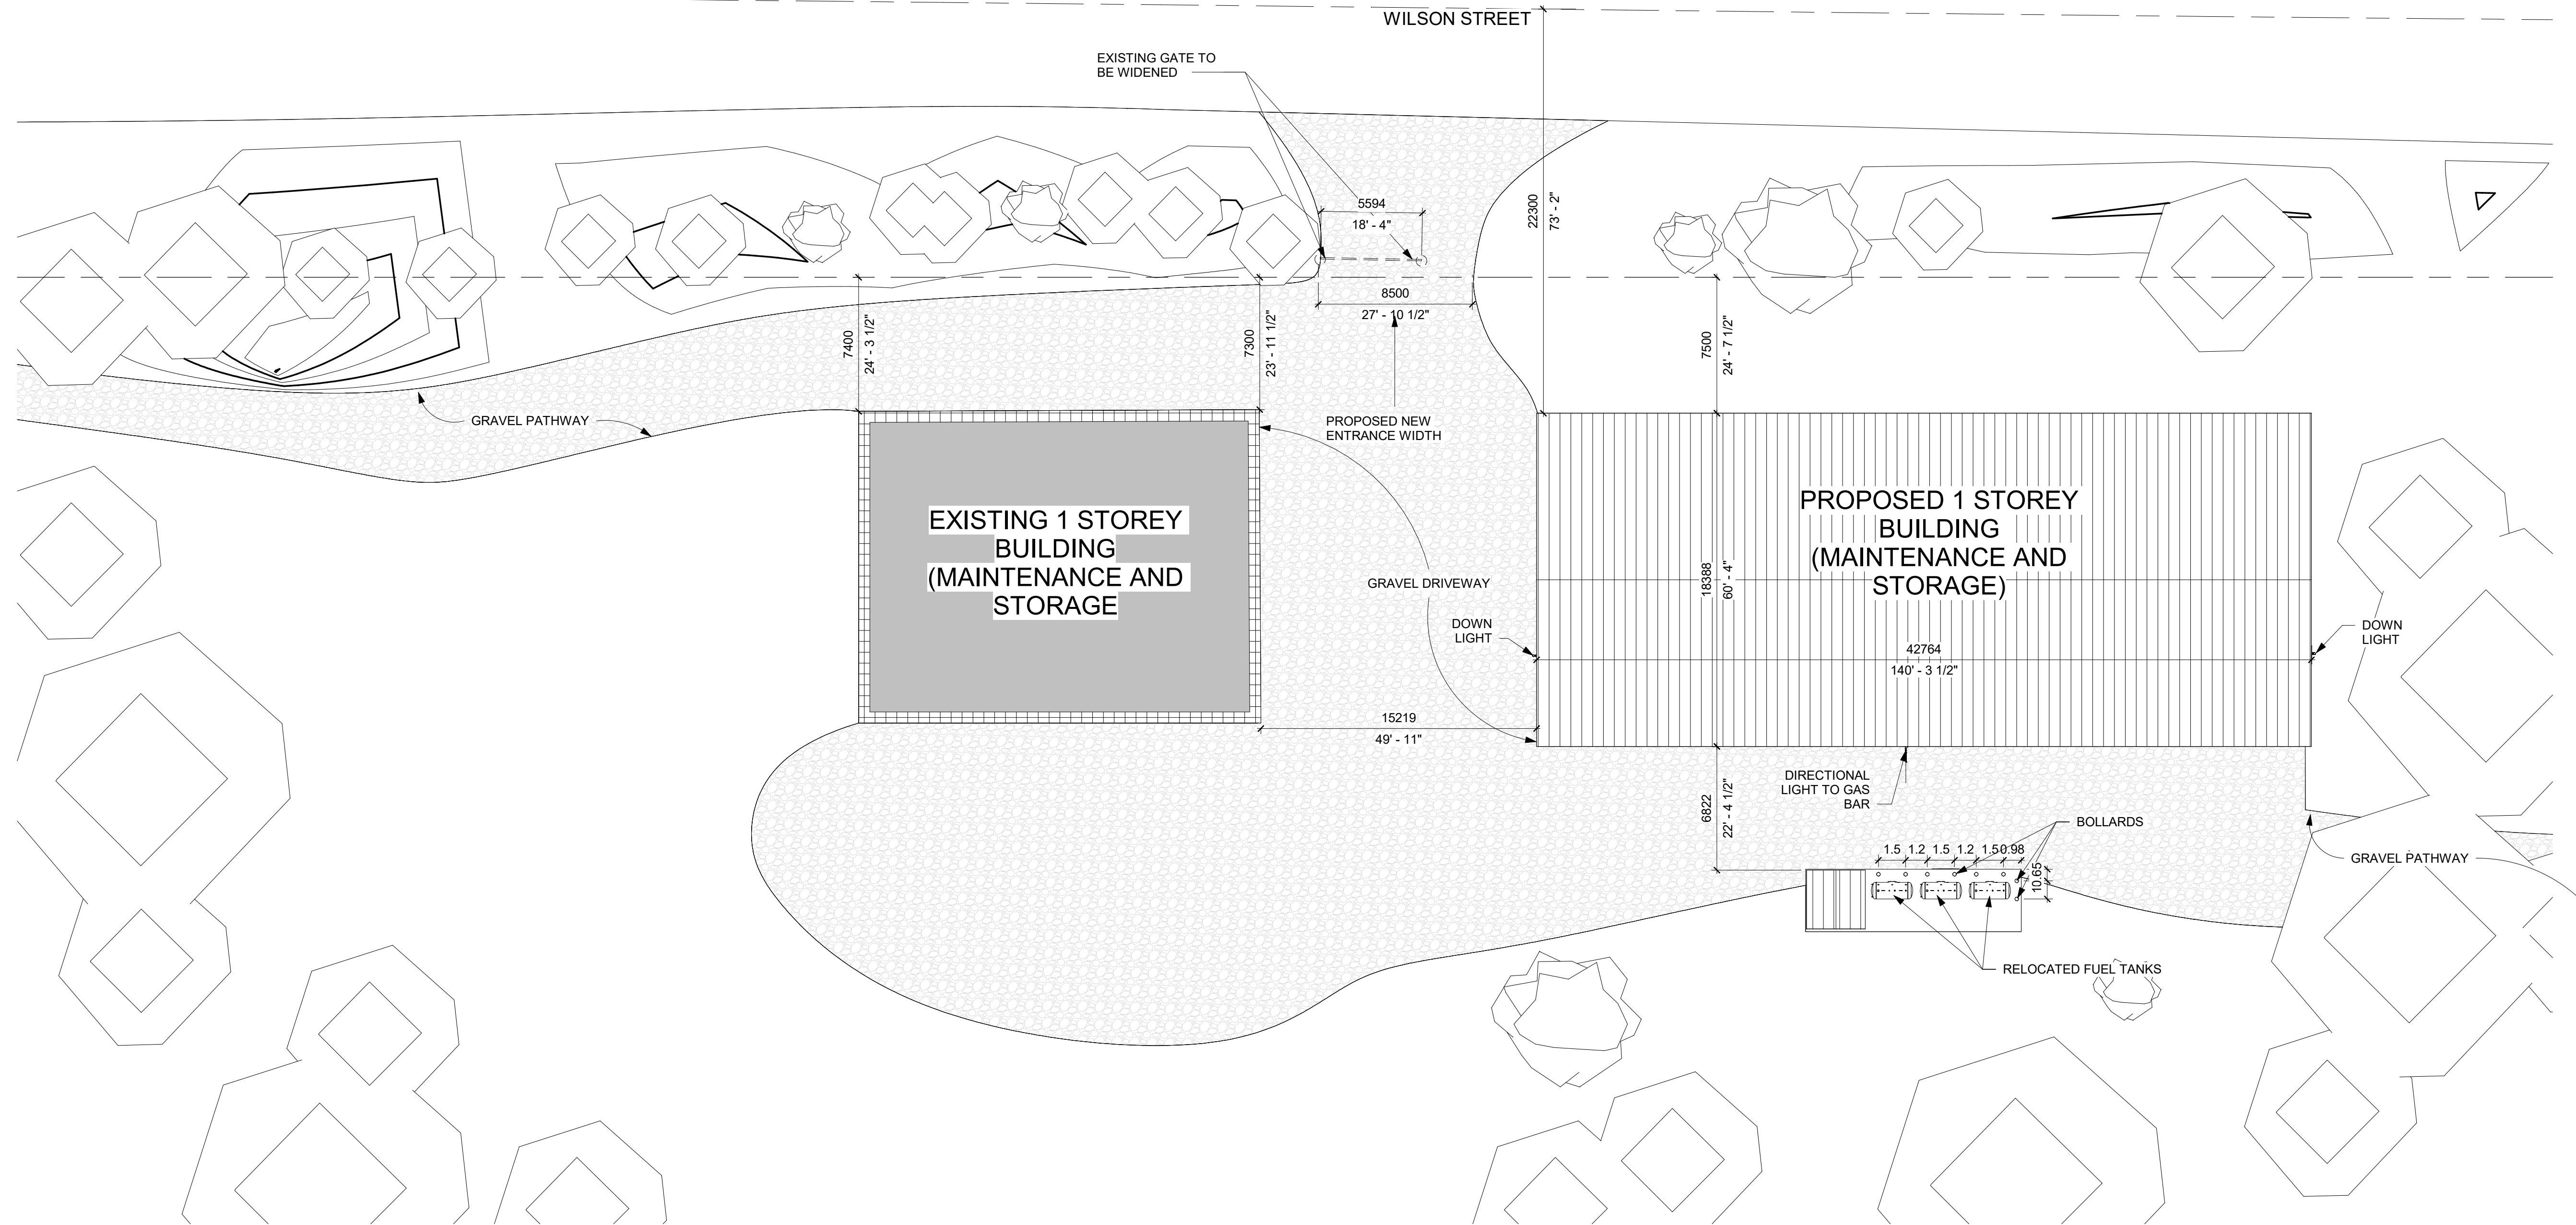 WILSON STREET
EXISTING GATE TO
BE WIDENED
5594
18' - 4"
22300
73' - 2"
8500
27' - 10 1/2"
7400
24' - 3 1/2"
7300
23' - 11 1/2"
7500
24' - 7 1/2"
GRAVEL PATHWAY
PROPOSED NEW
ENTRANCE WIDTH
EXISTING 1 STOREY
BUILDING
(MAINTENANCE AND
STORAGE
PROPOSED 1 STOREY
BUILDING
(MAINTENANCE AND
STORAGE)
GRAVEL DRIVEWAY
18388
60' - 4"
DOWN
LIGHT
DOWN
LIGHT
42764
140' - 3 1/2"
15219
49' - 11"
DIRECTIONAL
LIGHT TO GAS
BAR
6822
22' - 4 1/2"
BOLLARDS
1.5 1.2 1.5 1.2 1.5 0.98
GRAVEL PATHWAY
10.65
RELOCATED FUEL TANKS